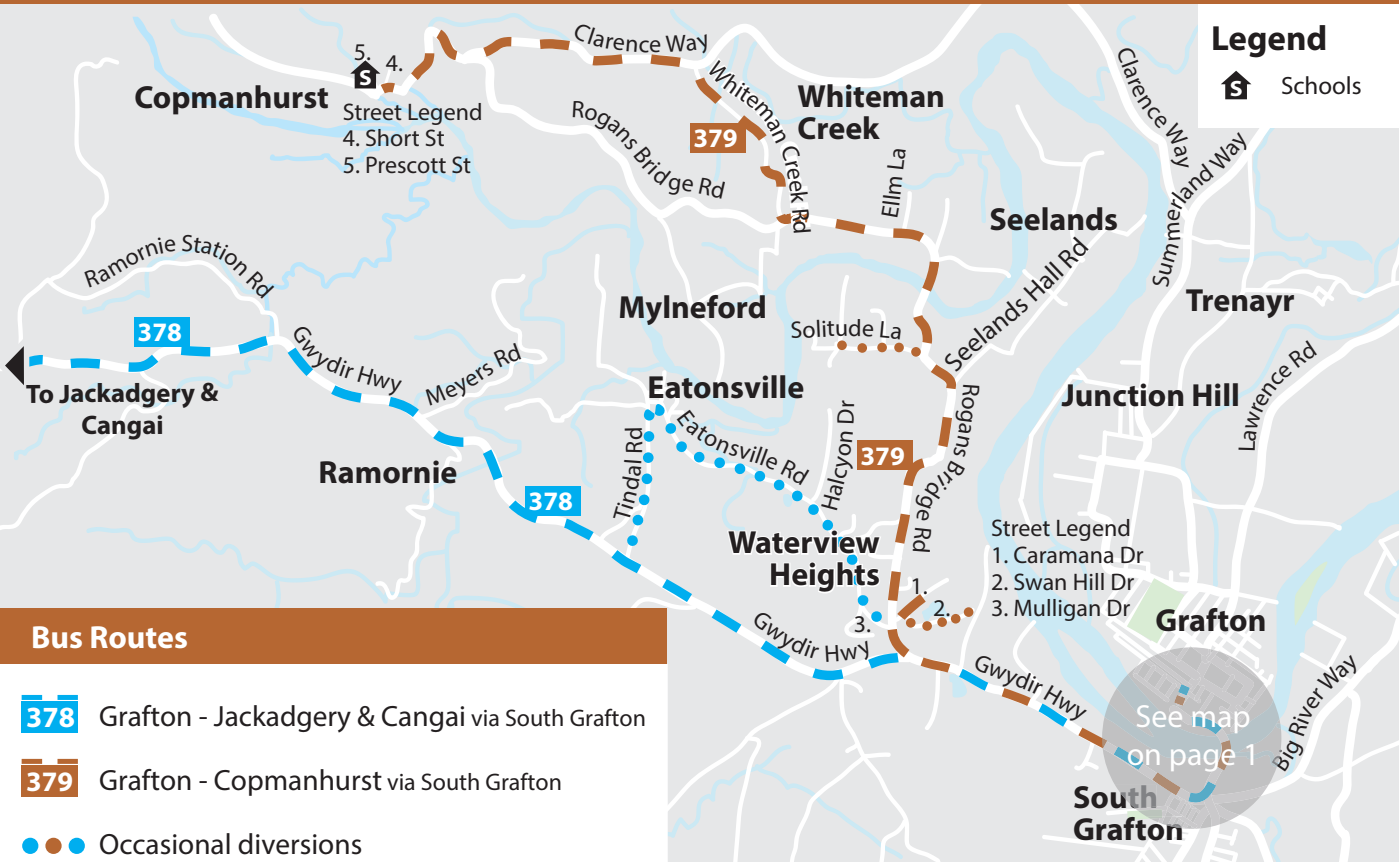 Legend
S Schools
Clarence Way
5.
S
4.
Copmanhurst
Street Legend
4. Short St
5. Prescott St
Whiteman Creek Rd
Whiteman
Creek
379
Rogans Bridge Rd
Ellm La
Clarence Way
Summerland Way
Seelands
Seelands Hall Rd
Ramornie Station Rd
Trenayr
Mylneford
378
Solitude La
Gwydir Hwy
Meyers Rd
Lawrence Rd
To Jackadgery &
Cangai
Eatonsville
Junction Hill
Rogans Bridge Rd
Eatonsville Rd
Halcyon Dr
Tindal Rd
379
Ramornie
378
Waterview
Heights
Street Legend
1. Caramana Dr
2. Swan Hill Dr
3. Mulligan Dr
1.
2.
3.
Grafton
Gwydir Hwy
Gwydir Hwy
Big River Way
See map
on page 1
South
Grafton
Bus Routes
378 Grafton - Jackadgery & Cangai via South Grafton
379 Grafton - Copmanhurst via South Grafton
Occasional diversions